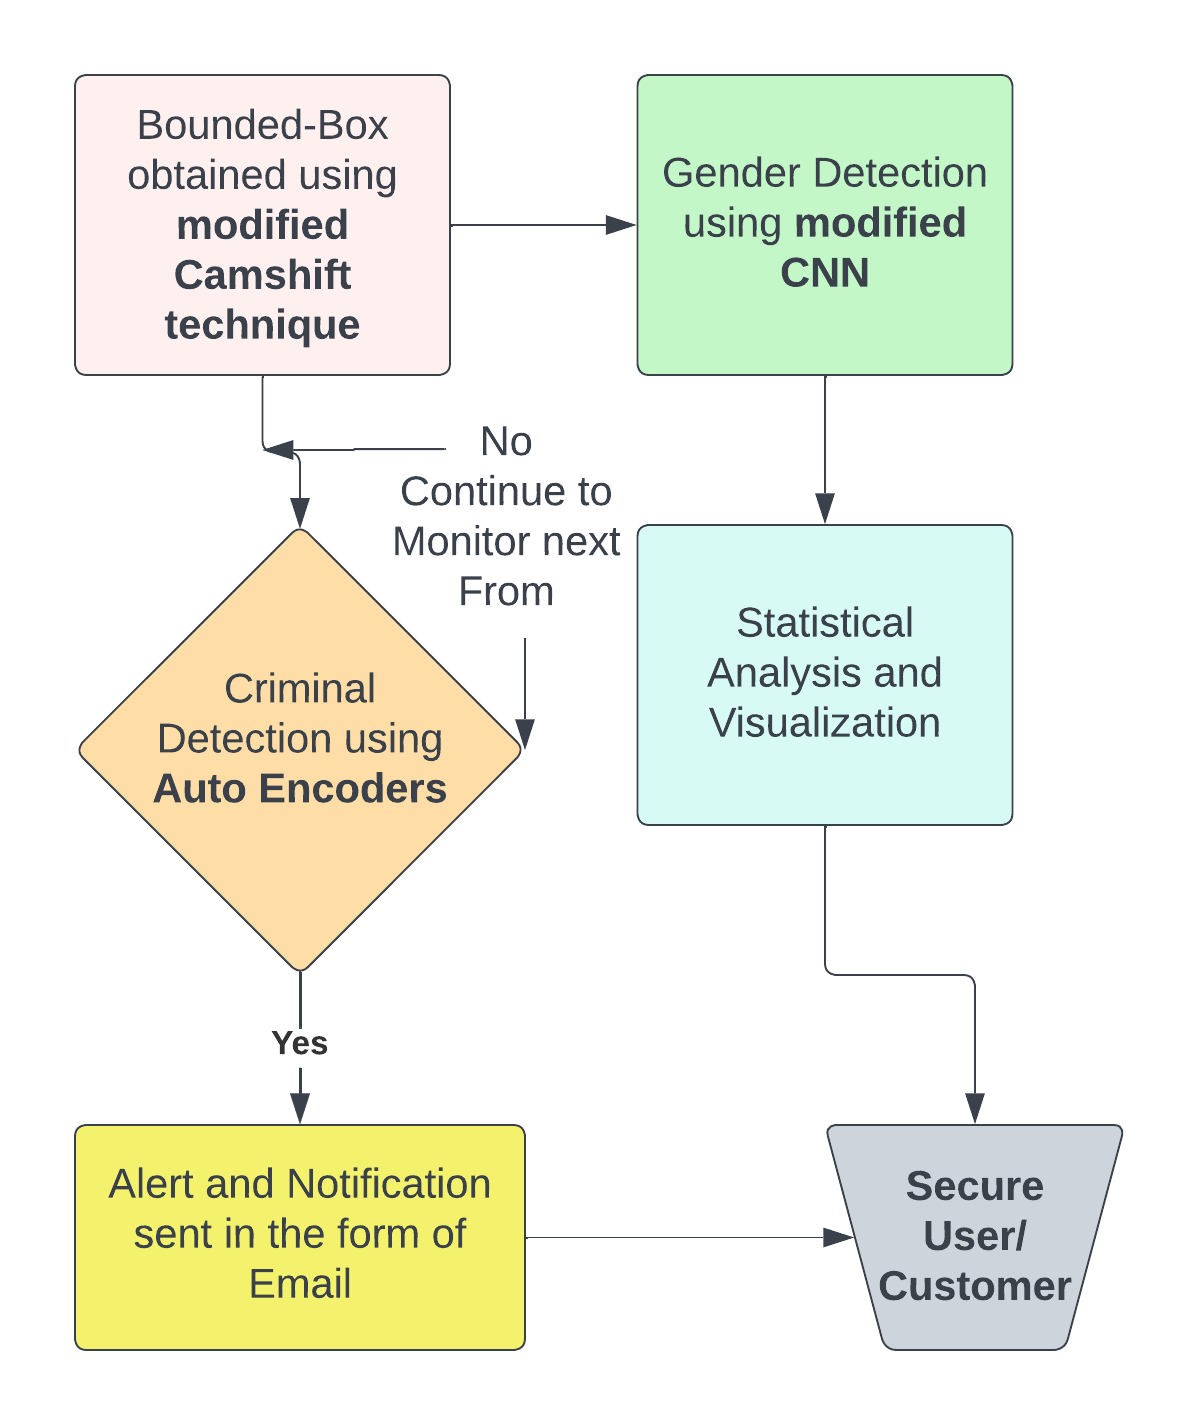 Bounded-Box
obtained using
modified
Camshift
technique
Gender Detection
using modified
CNN
No
Continue to
Monitor next
From
Criminal
Detection using
Auto Encoders
Statistical
Analysis and
Visualization
Yes
Alert and Notification
sent in the form of
Email
Secure
User/
Customer